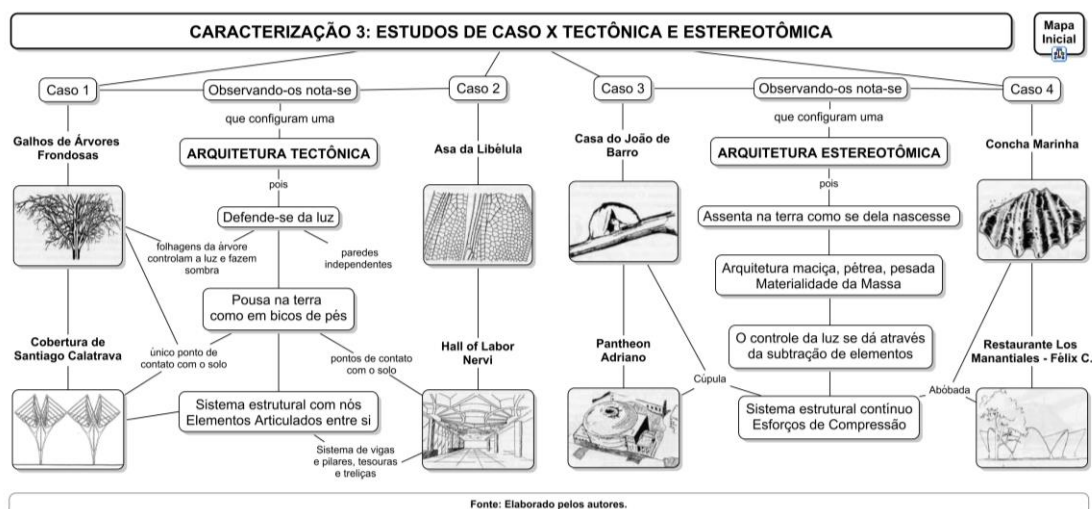 CARACTERIZAÇÃO 3: ESTUDOS DE CASO X TECTÔNICA E ESTEREOTÔMICA
Mapa
Inicial
Caso 1
Observando-os nota-se
Caso 2
Caso 3
Observando-os nota-se
Caso 4
que configuram uma
que configuram uma
Galhos de Árvores
Frondosas
ARQUITETURA TECTÔNICA
Asa da Libélula
Casa do João de
Barro
ARQUITETURA ESTEREOTÔMICA
Concha Marinha
pois
pois
Defende-se da luz
Assenta na terra como se dela nascesse
folhagens da árvore
controlam a luz e fazem
sombra
paredes
independentes
Arquitetura maciça, pétrea, pesada
Materialidade da Massa
Pousa na terra
como em bicos de pés
Cobertura de
Santiago Calatrava
único ponto de
contato com o solo
pontos de contato
com o solo
Hall of Labor
Nervi
Pantheon
Adriano
O controle da luz se dá através
da subtração de elementos
Restaurante Los
Manantiales - Félix C.
Cúpula
Abóbada
Sistema estrutural com nós
Elementos Articulados entre si
Sistema estrutural contínuo
Esforços de Compressão
Sistema de vigas
e pilares, tesouras
e treliças
Fonte: Elaborado pelos autores.